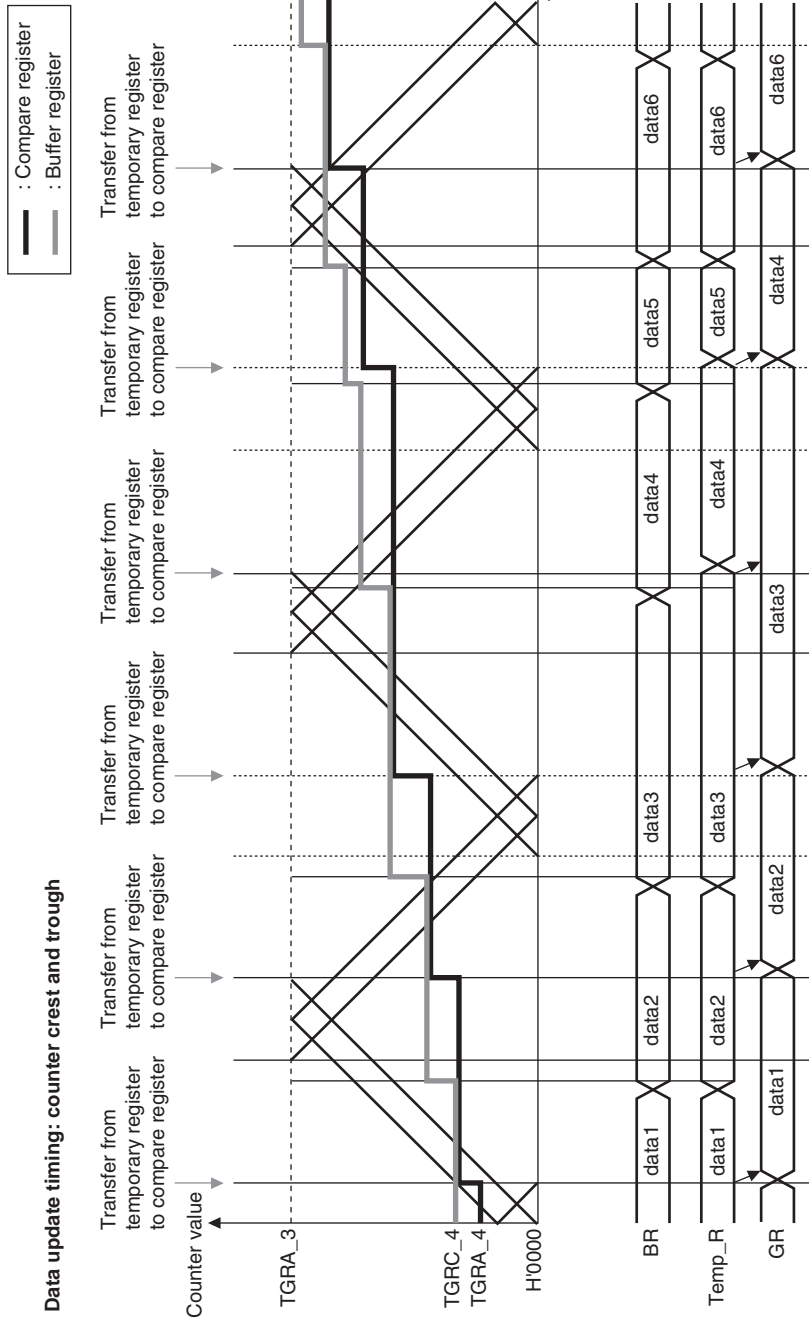 Data update timing: counter crest and trough
: Compare register
: Buffer register
Transfer from
temporary register
to compare register
Transfer from
temporary register
to compare register
Transfer from
temporary register
to compare register
Transfer from
temporary register
to compare register
Transfer from
temporary register
to compare register
Transfer from
temporary register
to compare register
Counter value
TGRA_3
TGRC_4
TGRA_4
H'0000
BR
data1
data2
data3
data4
data5
data6
Temp_R
data1
data2
data3
data4
data5
data6
GR
data1
data2
data3
data4
data6